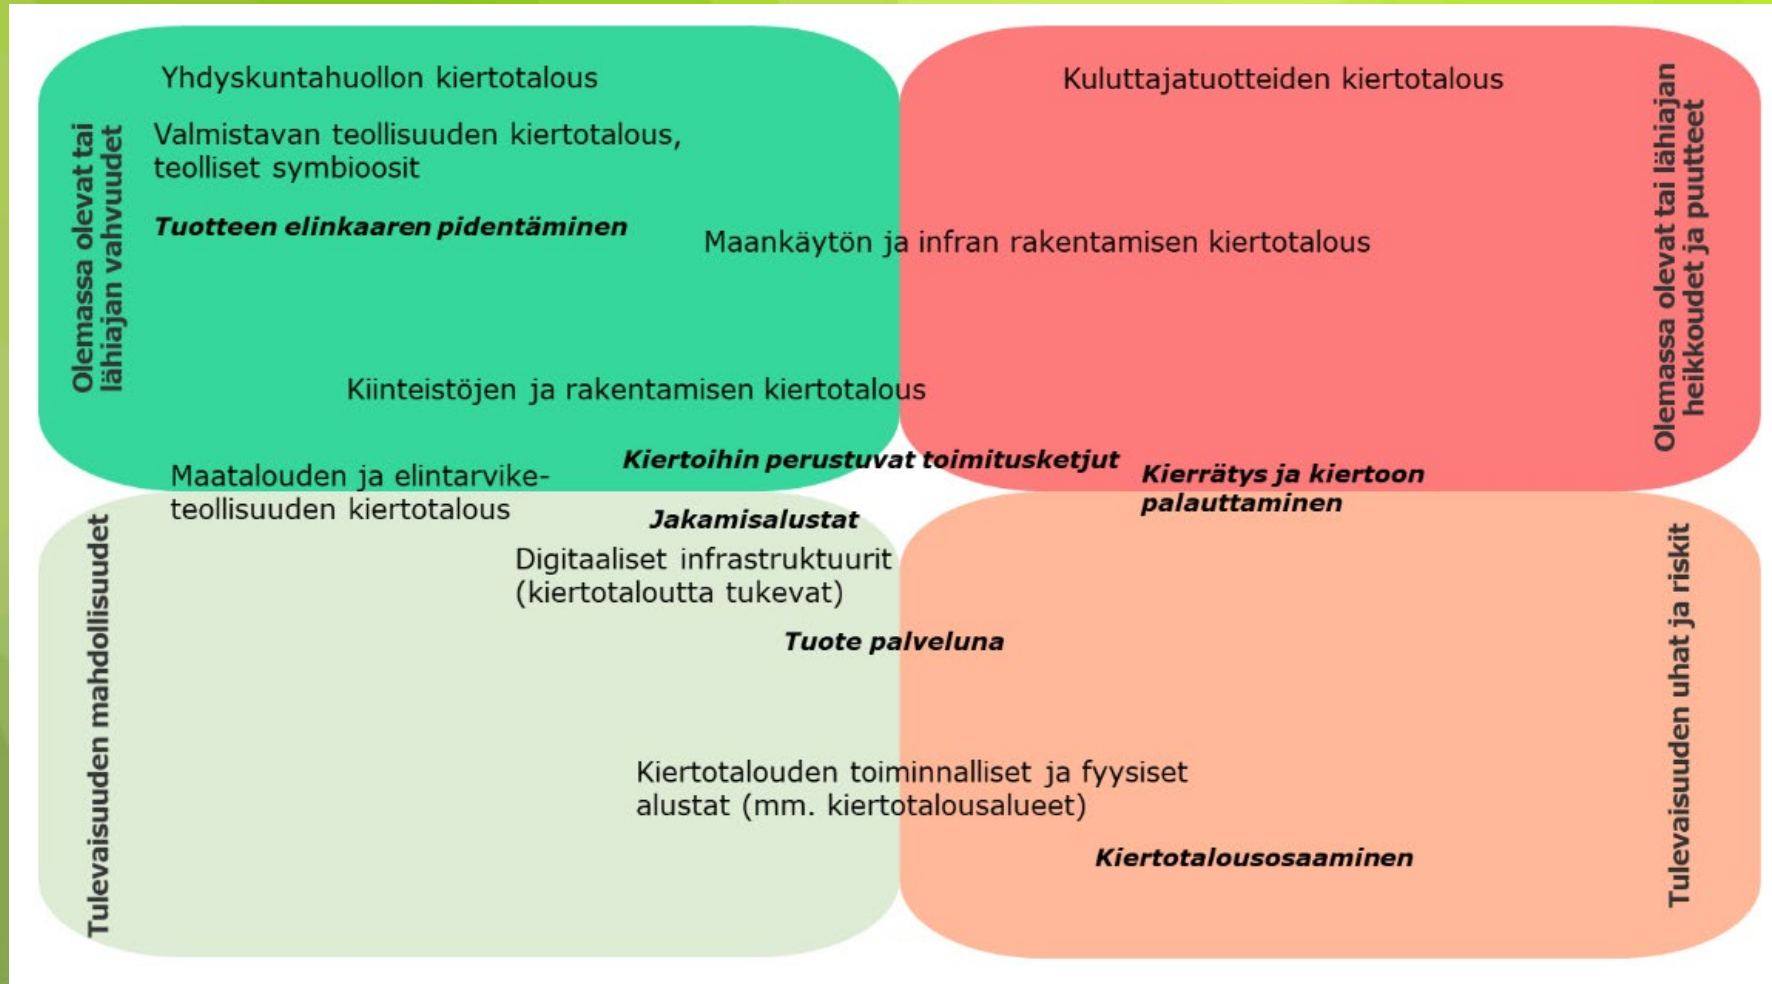 Olemassa olevat tai
lähiajan vahvuudet
Yhdyskuntahuollon kiertotalous
Valmistavan teollisuuden kiertotalous,
teolliset symbioosit
Tuotteen elinkaaren pidentäminen
Kuluttajatuotteiden kiertotalous
Olemassa olevat tai lähiajan
heikkoudet ja puutteet
Maankäytön ja infran rakentamisen kiertotalous
Kiinteistöjen ja rakentamisen kiertotalous
Kiertoihin perustuvat toimitusketjut
Kierrätys ja kiertoon
palauttaminen
Maatalouden ja elintarvike-
teollisuuden kiertotalous
Jakamisalustat
Tulevaisuuden mahdollisuudet
Digitaaliset infrastruktuurit
(kiertotaloutta tukevat)
Tuote palveluna
Tulevaisuuden uhat ja riskit
Kiertotalouden toiminnalliset ja fyysiset
alustat (mm. kiertotalousalueet)
Kiertotalousosaaminen